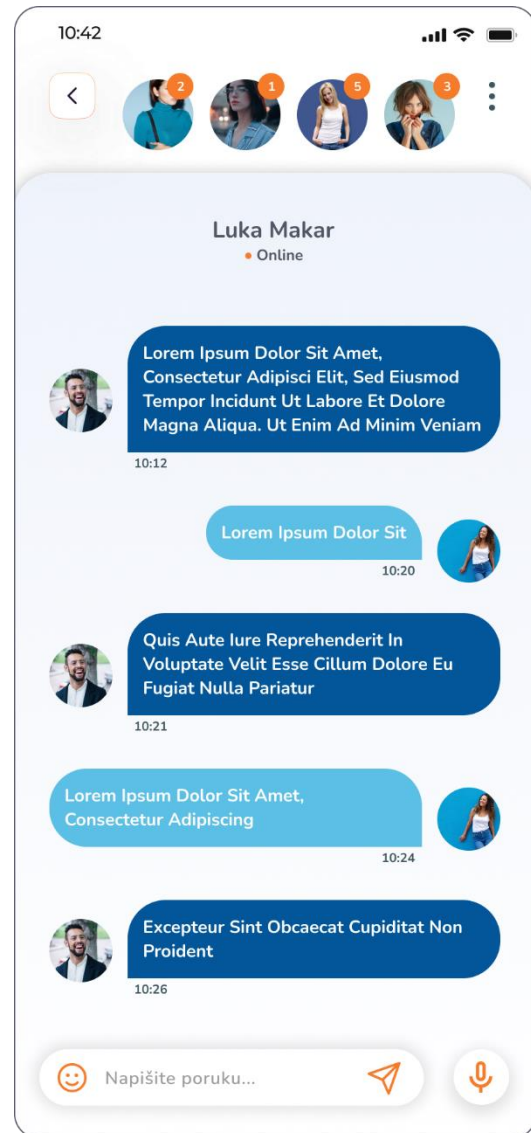 10:42
2
1
5
3
Luka Makar
Online
Lorem Ipsum Dolor Sit Amet,
Consectetur Adipisci Elit, Sed Eiusmod
Tempor Incidunt Ut Labore Et Dolore
Magna Aliqua. Ut Enim Ad Minim Veniam
10:12
Lorem Ipsum Dolor Sit
10:20
Quis Aute Iure Reprehenderit In
Voluptate Velit Esse Cillum Dolore Eu
Fugiat Nulla Pariatur
10:21
Lorem Ipsum Dolor Sit Amet,
Consectetur Adipiscing
10:24
Excepteur Sint Obcaecat Cupiditat Non
Proident
10:26
Napišite poruku...